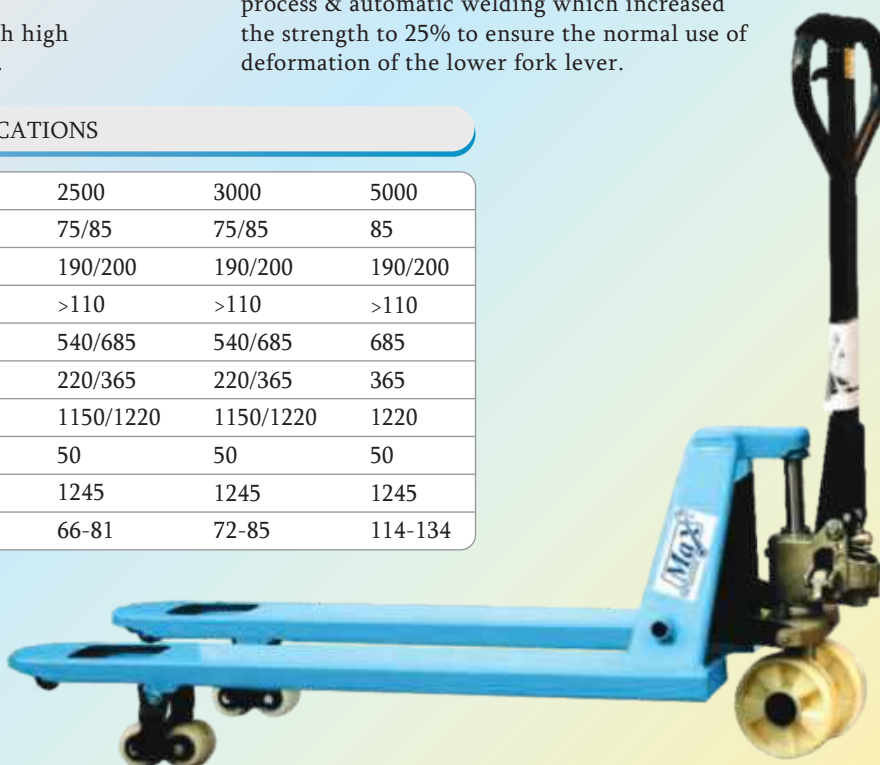 process & automatic welding which increased
h high
the strength to 25% to ensure the normal use of
deformation of the lower fork lever.
CATIONS
2500 3000 5000
75/85 75/85 85
190/200 190/200 190/200
>110 >110 >110
540/685 540/685 685
220/365 220/365 365
1150/1220 1150/1220 1220
50 50 50
1245 1245 1245
66-81 72-85 114-134
MaX